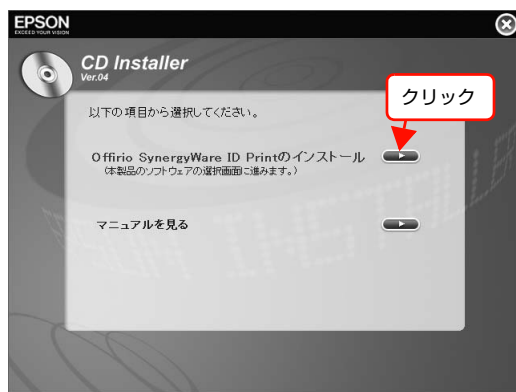 EPSON
EXCEED YOUR VISION
CD Installer
Ver.04
クリック
以下の項目から選択してください。
Offirio SynergyWare ID Printのインストール
(本製品のソフトウェアの選択画面に進みます。)
マニュアルを見る